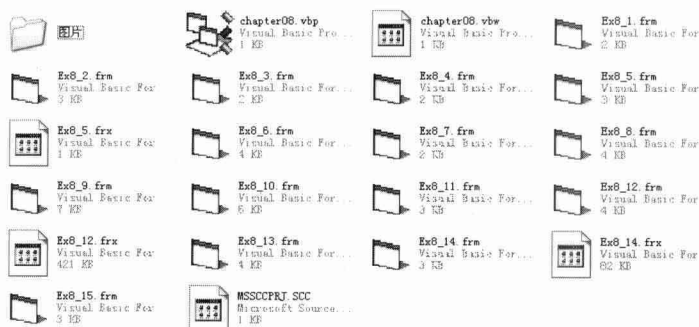 图片
chapter08.vbp
Visual Basic Pro...
1 KB
chapter08.vbw
Visual Basic Pro...
1 KB
Ex8_1.frm
Visual Basic For
2 KB
Ex8_2.frm
Visual Basic For
3 KB
Ex8_3.frm
Visual Basic For...
2 KB
Ex8_4.frm
Visual Basic For...
2 KB
Ex8_5.frm
Visual Basic For
3 KB
Ex8_5.frx
Visual Basic For
1 KB
Ex8_6.frm
Visual Basic For...
4 KB
Ex8_7.frm
Visual Basic For...
2 KB
Ex8_8.frm
Visual Basic For
4 KB
Ex8_9.frm
Visual Basic For
7 KB
Ex8_10.frm
Visual Basic For...
6 KB
Ex8_11.frm
Visual Basic For...
3 KB
Ex8_12.frm
Visual Basic For
4 KB
Ex8_12.frx
Visual Basic For
421 KB
Ex8_13.frm
Visual Basic For...
4 KB
Ex8_14.frm
Visual Basic For...
3 KB
Ex8_14.frx
Visual Basic For
82 KB
Ex8_15.frm
Visual Basic For
3 KB
MSSCCPRJ.SCC
Microsoft Source...
1 KB